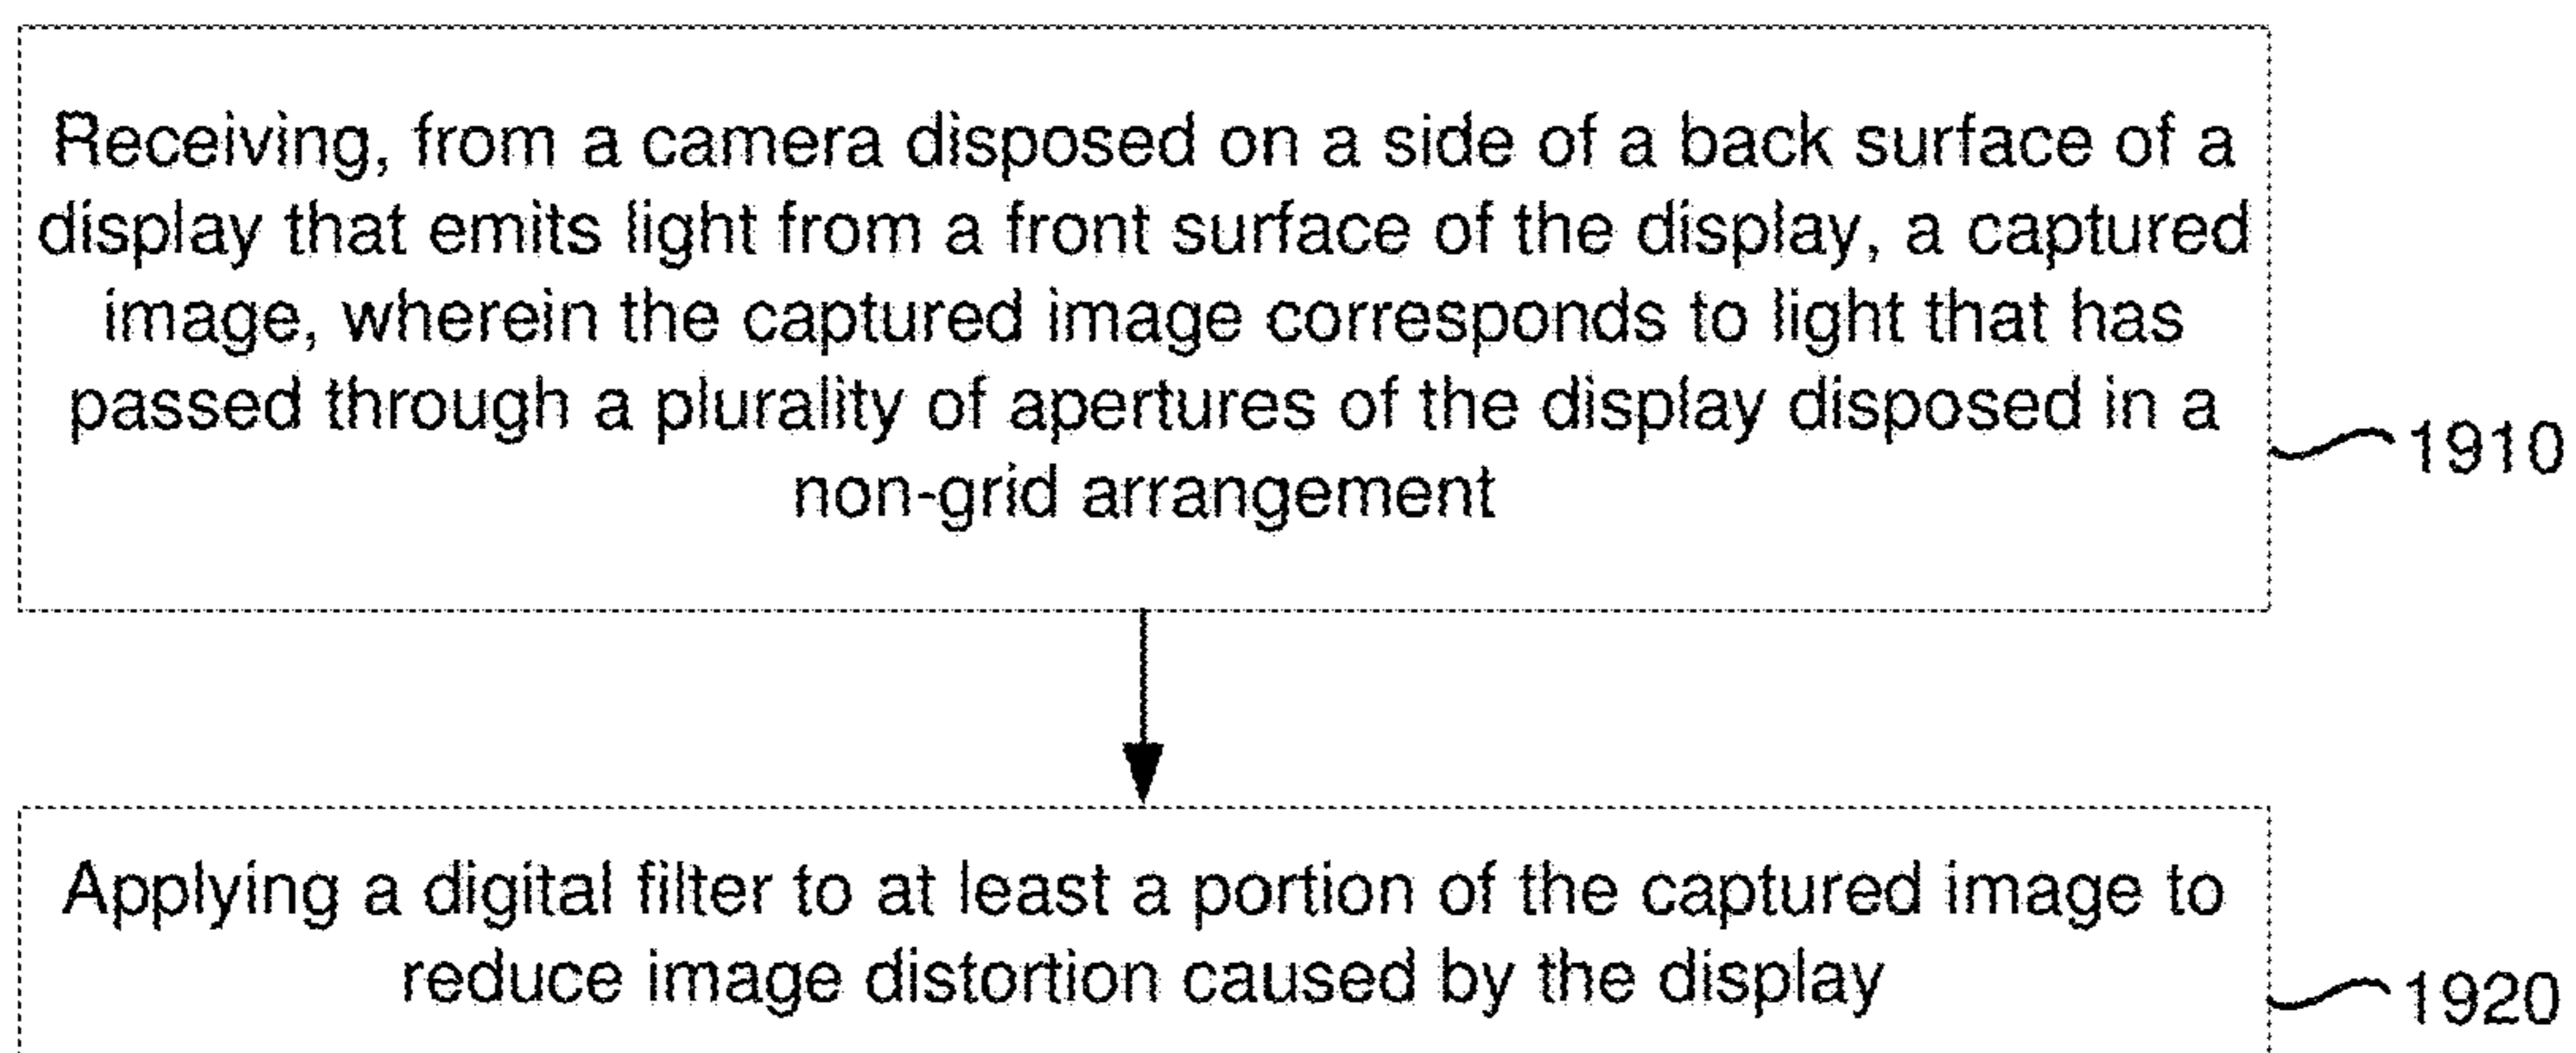 Receiving, from a camera disposed on a side of a back surface of a
display that emits light from a front surface of the display, a captured
image, wherein the captured image corresponds to light that has
passed through a plurality of apertures of the display disposed in a
non-grid arrangement
1910
Applying a digital filter to at least a portion of the captured image to
reduce image distortion caused by the display
1920